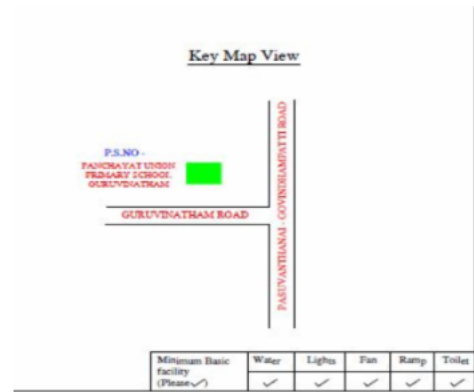 Key Map View
P.S.NO -
PANCHAYAT UNION
PRIMARY SCHOOL
GURUVINATHAM
GURUVINATHAM ROAD
PASUVANTHANAI - GOVINDHAMPATTI ROAD
Minimum Basic Water Lights Fan Ramp Toilet
facility
(Please✓) ✓ ✓ ✓ ✓ ✓